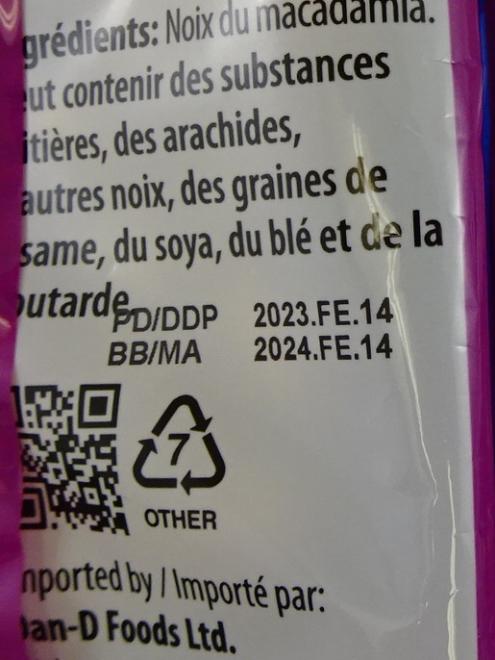 grédients: Noix du macadamia.
ut contenir des substances
itières, des arachides,
autres noix, des graines de
same, du soya, du blé et de la
outarde.
PD/DDP 2023.FE.14
BB/MA 2024.FE.14
7
OTHER
mported by / Importé par:
an-D Foods Ltd.